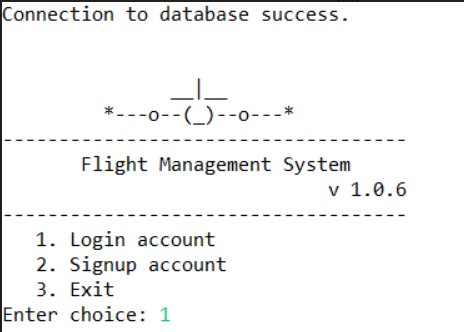 Connection to database success.
__|__
*---o--(_)--o---*
------------------------------------
Flight Management System
v 1.0.6
------------------------------------
1. Login account
2. Signup account
3. Exit
Enter choice: 1